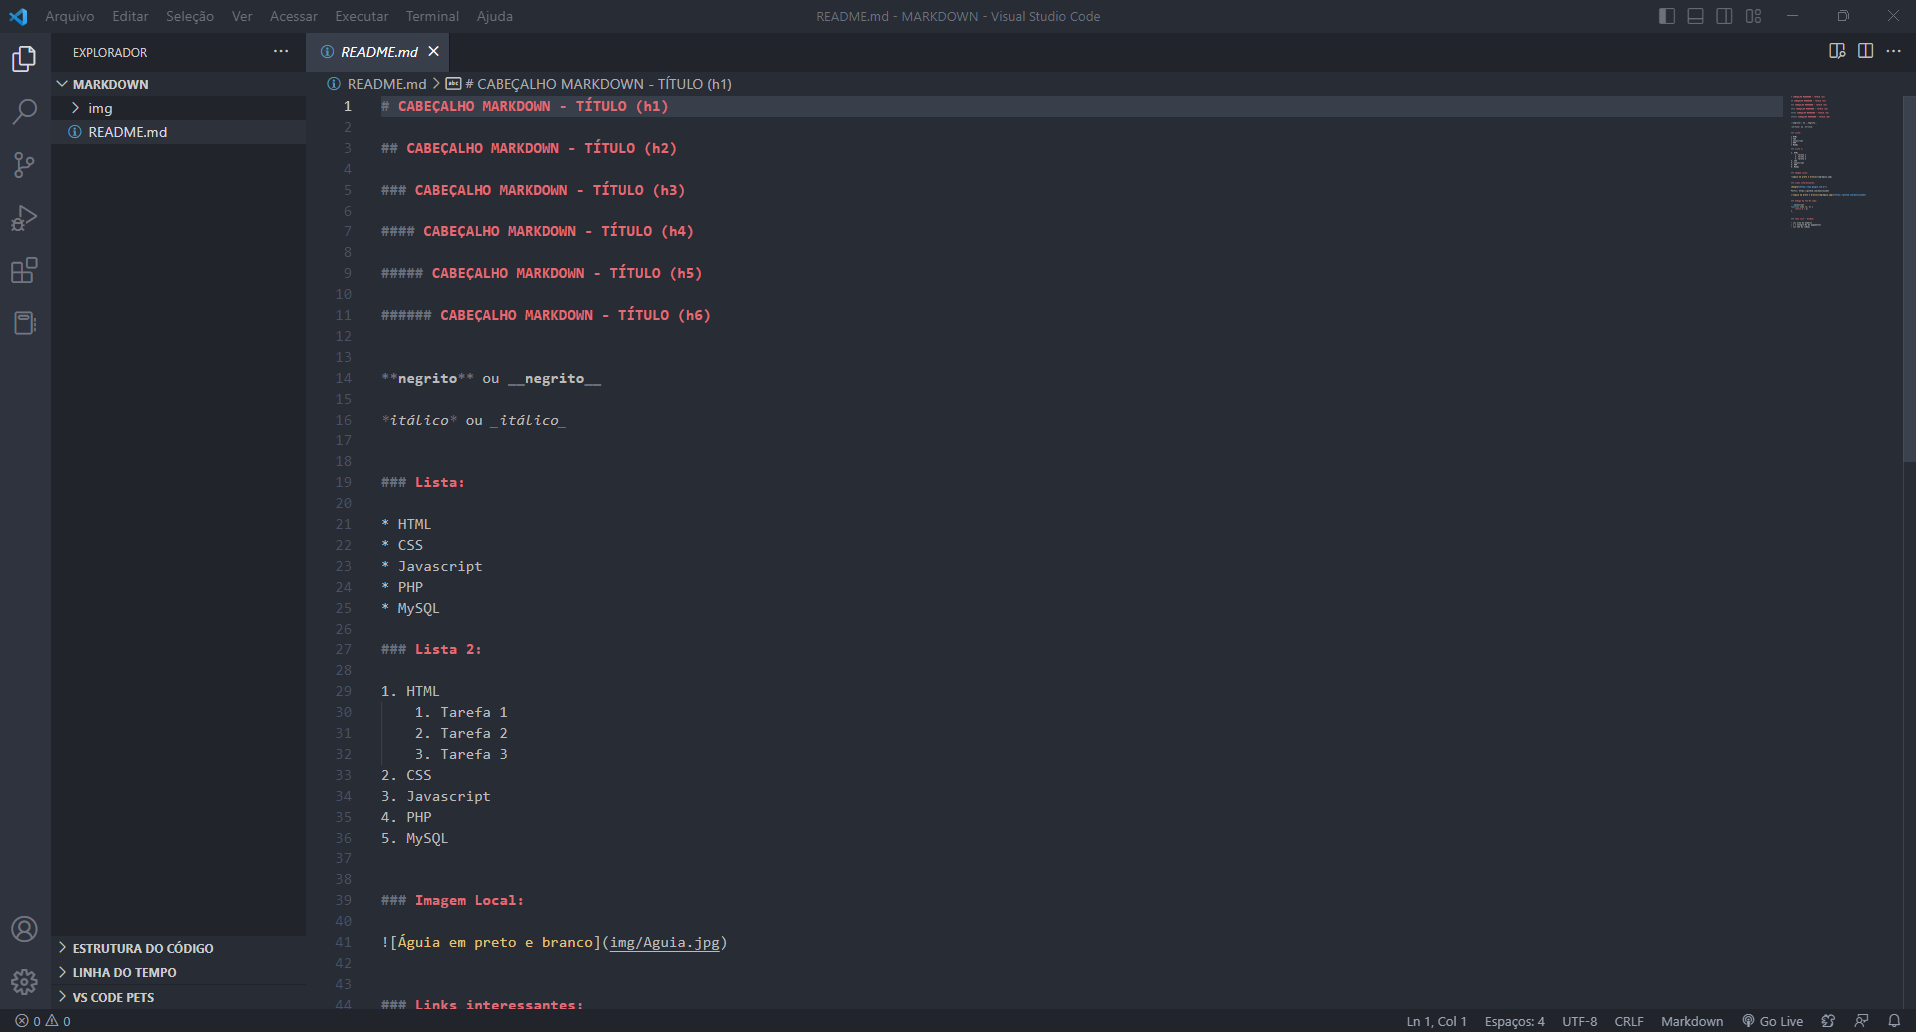 Arquivo Editar Seleção Ver Acessar Executar Terminal Ajuda README.md - MARKDOWN - Visual Studio Code
EXPLORADOR ...
MARKDOWN
img
README.md
ESTRUTURA DO CÓDIGO
LINHA DO TEMPO
VS CODE PETS
README.md
README.md > # CABEÇALHO MARKDOWN - TÍTULO (h1)
1 # CABEÇALHO MARKDOWN - TÍTULO (h1)
2
3 ## CABEÇALHO MARKDOWN - TÍTULO (h2)
4
5 ### CABEÇALHO MARKDOWN - TÍTULO (h3)
6
7 #### CABEÇALHO MARKDOWN - TÍTULO (h4)
8
9 ##### CABEÇALHO MARKDOWN - TÍTULO (h5)
10
11 ###### CABEÇALHO MARKDOWN - TÍTULO (h6)
12
13
14 **negrito** ou __negrito__
15
16 *itálico* ou _itálico_
17
18
19 ### Lista:
20
21 * HTML
22 * CSS
23 * Javascript
24 * PHP
25 * MySQL
26
27 ### Lista 2:
28
29 1. HTML
30 1. Tarefa 1
31 2. Tarefa 2
32 3. Tarefa 3
33 2. CSS
34 3. Javascript
35 4. PHP
36 5. MySQL
37
38
39 ### Imagem Local:
40
41 ![Águia em preto e branco](img/Aguia.jpg)
42
43
44 ### Links interessantes:
0 0 Ln 1, Col 1 Espaços: 4 UTF-8 CRLF Markdown Go Live